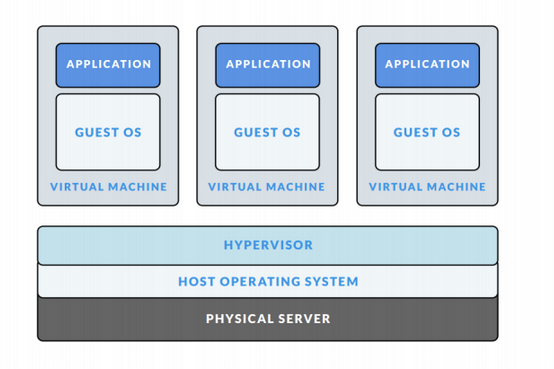 APPLICATION
GUEST OS
VIRTUAL MACHINE
APPLICATION
GUEST OS
VIRTUAL MACHINE
APPLICATION
GUEST OS
VIRTUAL MACHINE
HYPERVISOR
HOST OPERATING SYSTEM
PHYSICAL SERVER